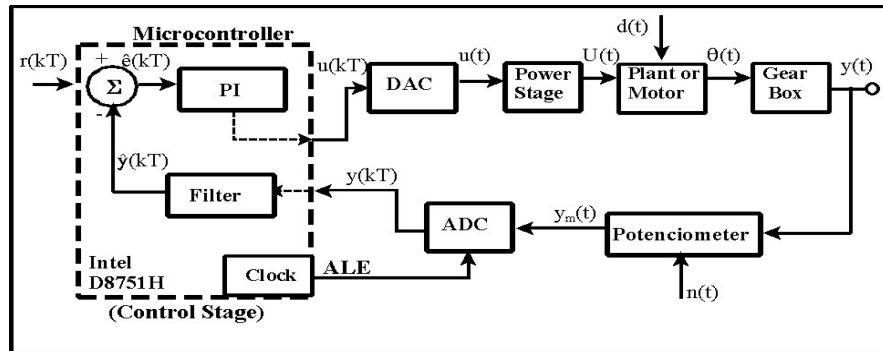 Microcontroller
d(t)
r(kT)
+
ê(kT)
u(kT)
u(t)
U(t)
θ(t)
y(t)
Σ
PI
DAC
Power
Stage
Plant or
Motor
Gear
Box
-
ŷ(kT)
Filter
y(kT)
ADC
ym(t)
Potenciometer
Intel
D8751H
Clock
ALE
n(t)
(Control Stage)